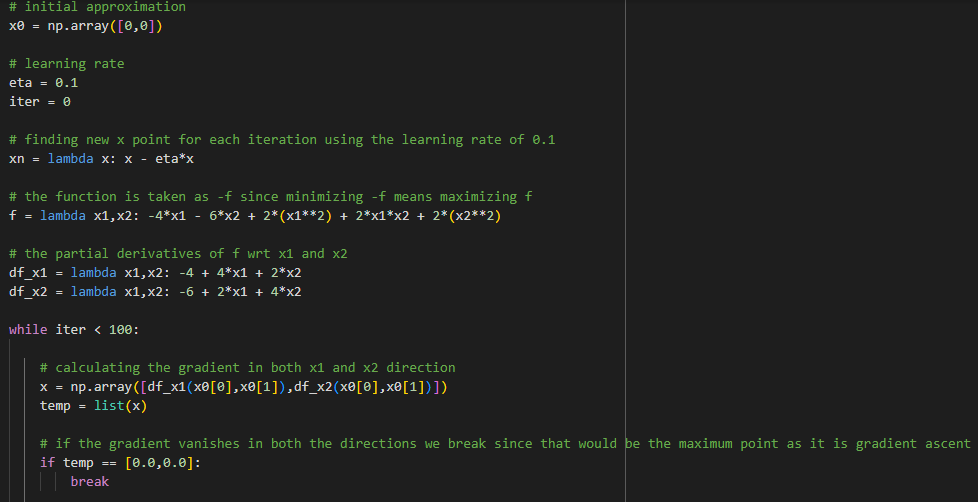 # initial approximation
x0 = np.array([0,0])
# learning rate
eta = 0.1
iter = 0
# finding new x point for each iteration using the learning rate of 0.1
xn = lambda x: x - eta*x
# the function is taken as -f since minimizing -f means maximizing f
f = lambda x1,x2: -4*x1 - 6*x2 + 2*(x1**2) + 2*x1*x2 + 2*(x2**2)
# the partial derivatives of f wrt x1 and x2
df_x1 = lambda x1,x2: -4 + 4*x1 + 2*x2
df_x2 = lambda x1,x2: -6 + 2*x1 + 4*x2
while iter < 100:
# calculating the gradient in both x1 and x2 direction
x = np.array([df_x1(x0[0],x0[1]),df_x2(x0[0],x0[1])])
temp = list(x)
# if the gradient vanishes in both the directions we break since that would be the maximum point as it is gradient ascent
if temp == [0.0,0.0]:
break